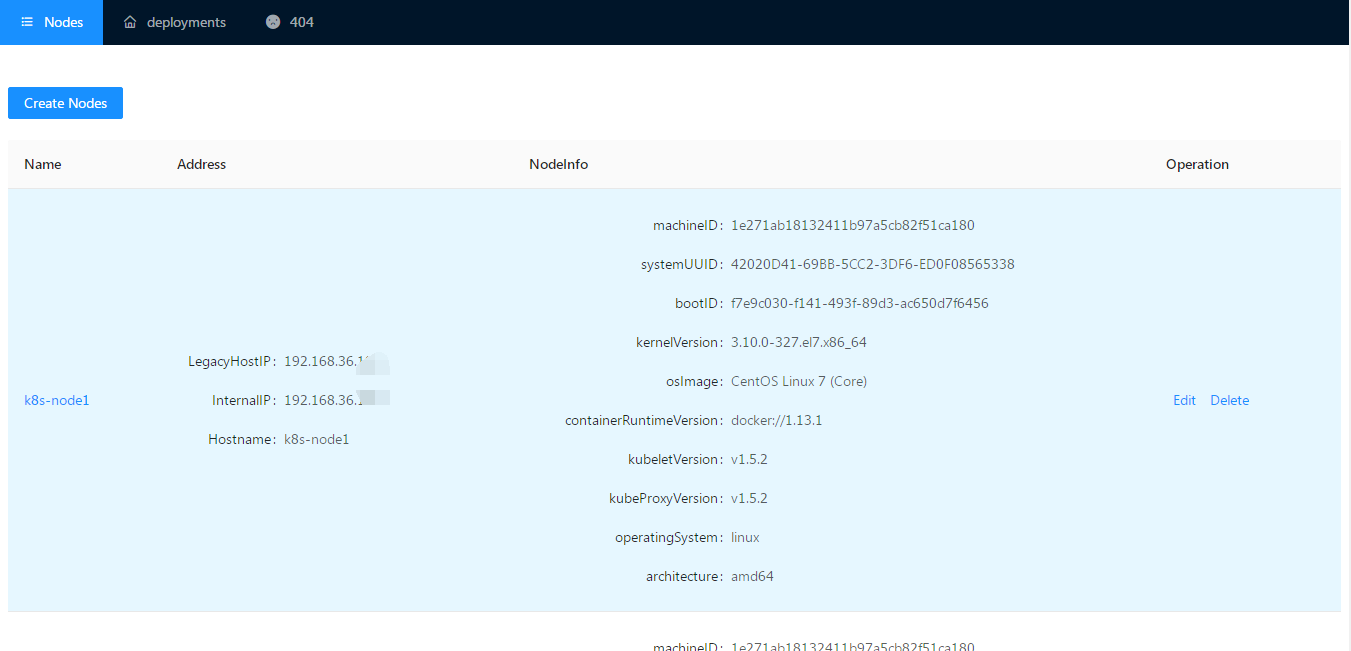 Nodes deployments 404
Create Nodes
Name Address NodeInfo Operation
machineID: 1e271ab18132411b97a5cb82f51ca180
systemUUID: 42020D41-69BB-5CC2-3DF6-ED0F08565338
bootID: f7e9c030-f141-493f-89d3-ac650d7f6456
kernelVersion: 3.10.0-327.el7.x86_64
LegacyHostIP: 192.168.36.
osImage: CentOS Linux 7 (Core)
k8s-node1 InternalIP: 192.168.36. Edit Delete
containerRuntimeVersion: docker://1.13.1
Hostname: k8s-node1
kubeletVersion: v1.5.2
kubeProxyVersion: v1.5.2
operatingSystem: linux
architecture: amd64
machineID: 1e271ab18132411b97a5cb82f51ca180